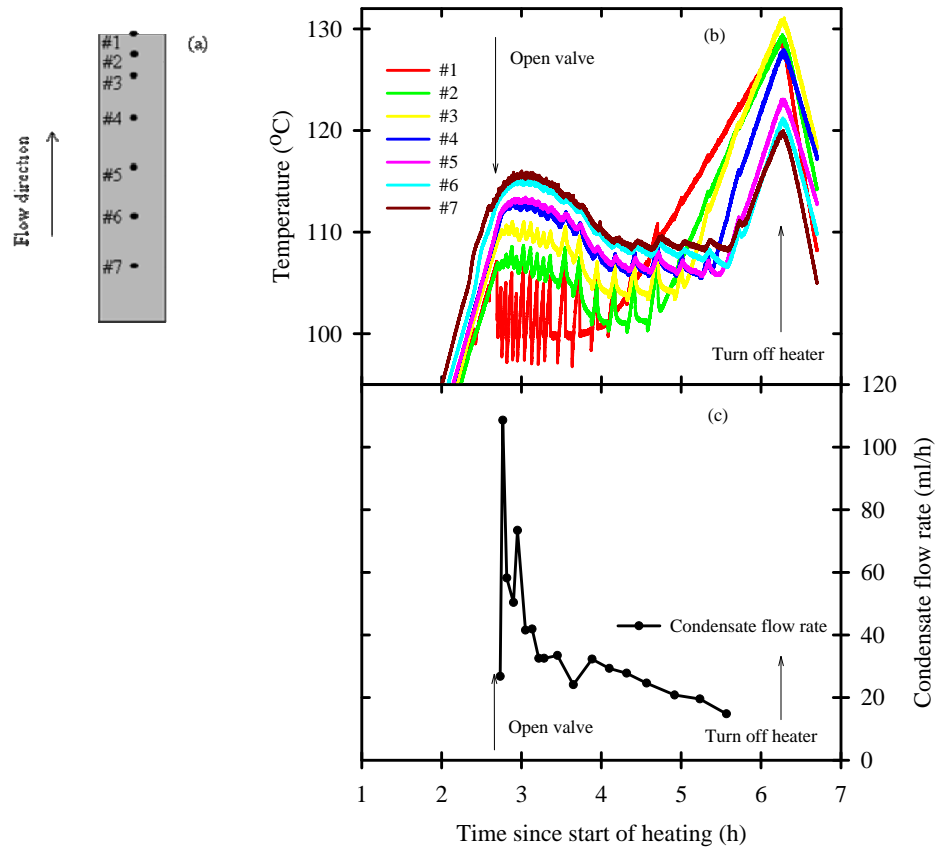 (a)
#1
#2
#3
#4
#5
#6
#7
Flow direction
130
120
110
100
Temperature (°C)
(b)
Open valve
#1
#2
#3
#4
#5
#6
#7
Turn off heater
120
100
80
60
40
20
0
Condensate flow rate (ml/h)
(c)
Condensate flow rate
Open valve
Turn off heater
1 2 3 4 5 6 7
Time since start of heating (h)